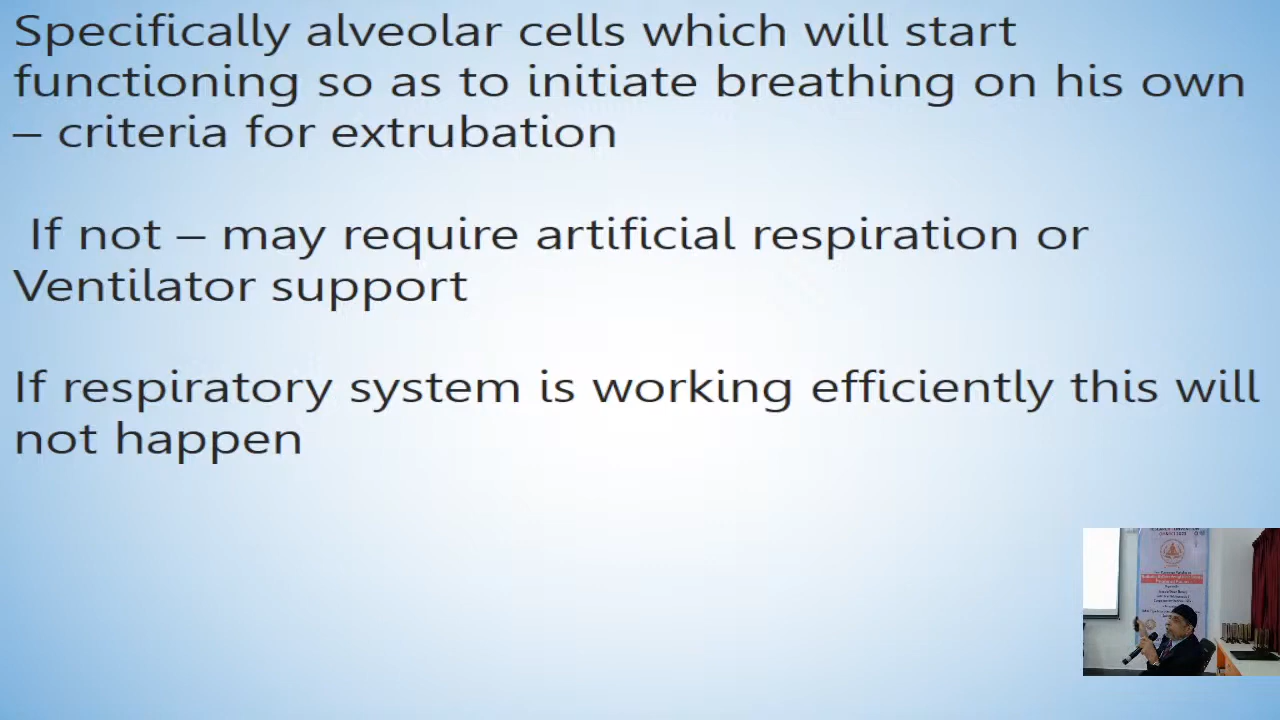 Specifically alveolar cells which will start
functioning so as to initiate breathing on his own
– criteria for extrubation
If not – may require artificial respiration or
Ventilator support
If respiratory system is working efficiently this will
not happen